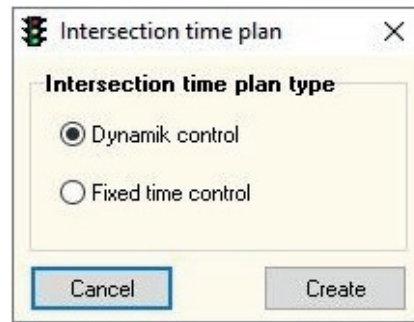 Intersection time plan
Intersection time plan type
Dynamik control
Fixed time control
Cancel Create